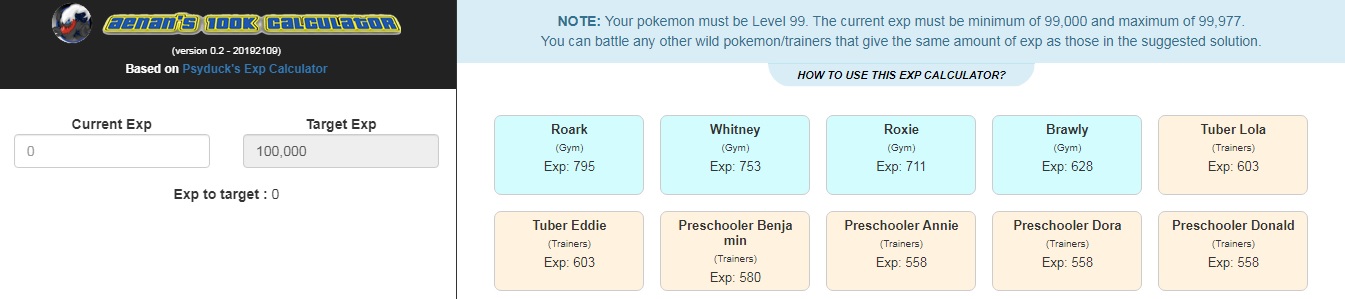 aenan's 100k calculator
(version 0.2 - 20192109)
Based on Psyduck's Exp Calculator
Current Exp
Target Exp
0
100,000
Exp to target : 0
NOTE: Your pokemon must be Level 99. The current exp must be minimum of 99,000 and maximum of 99,977.
You can battle any other wild pokemon/trainers that give the same amount of exp as those in the suggested solution.
HOW TO USE THIS EXP CALCULATOR?
Roark
(Gym)
Exp: 795
Whitney
(Gym)
Exp: 753
Roxie
(Gym)
Exp: 711
Brawly
(Gym)
Exp: 628
Tuber Lola
(Trainers)
Exp: 603
Tuber Eddie
(Trainers)
Exp: 603
Preschooler Benja
min
(Trainers)
Exp: 580
Preschooler Annie
(Trainers)
Exp: 558
Preschooler Dora
(Trainers)
Exp: 558
Preschooler Donald
(Trainers)
Exp: 558